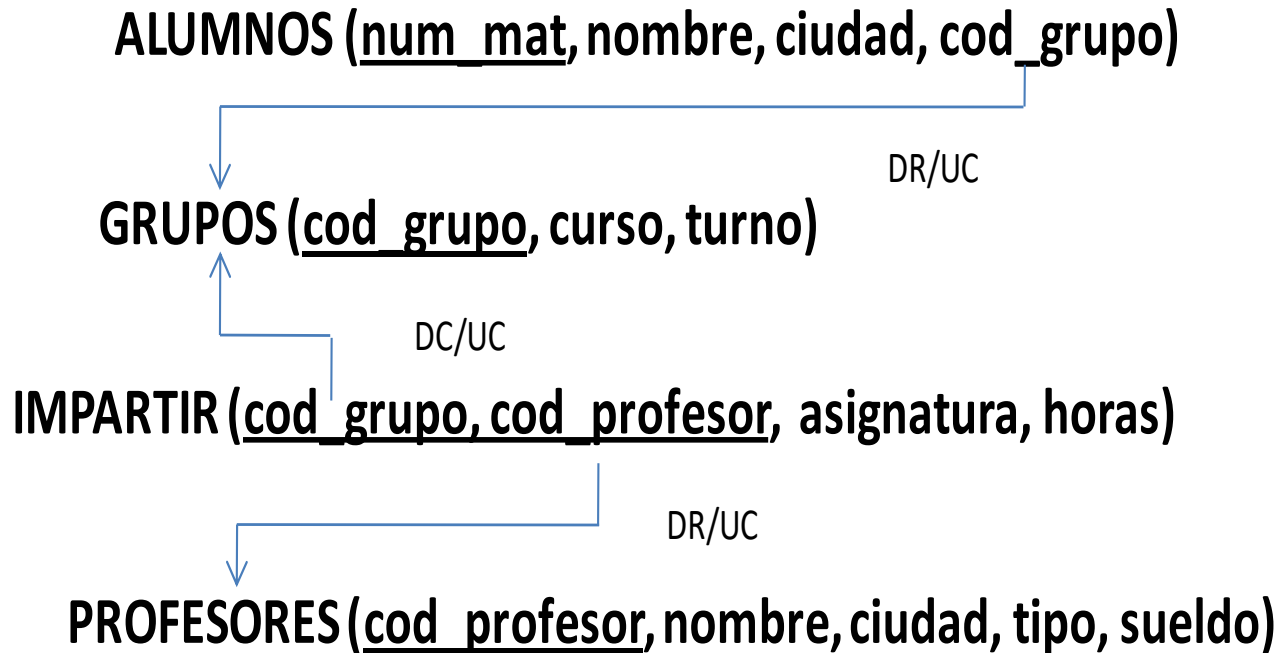 ALUMNOS (num_mat, nombre, ciudad, cod_grupo)
DR/UC
GRUPOS (cod_grupo, curso, turno)
DC/UC
IMPARTIR (cod_grupo, cod_profesor, asignatura, horas)
DR/UC
PROFESORES (cod_profesor, nombre, ciudad, tipo, sueldo)